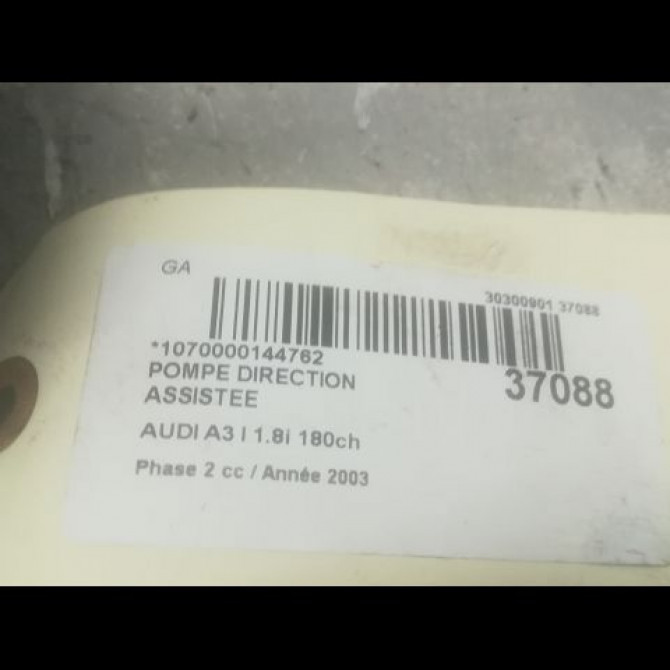 GA
30300901 37088
*1070000144762
37088
POMPE DIRECTION
ASSISTEE
AUDI A3 I 1.8i 180ch
Phase 2 cc / Année 2003